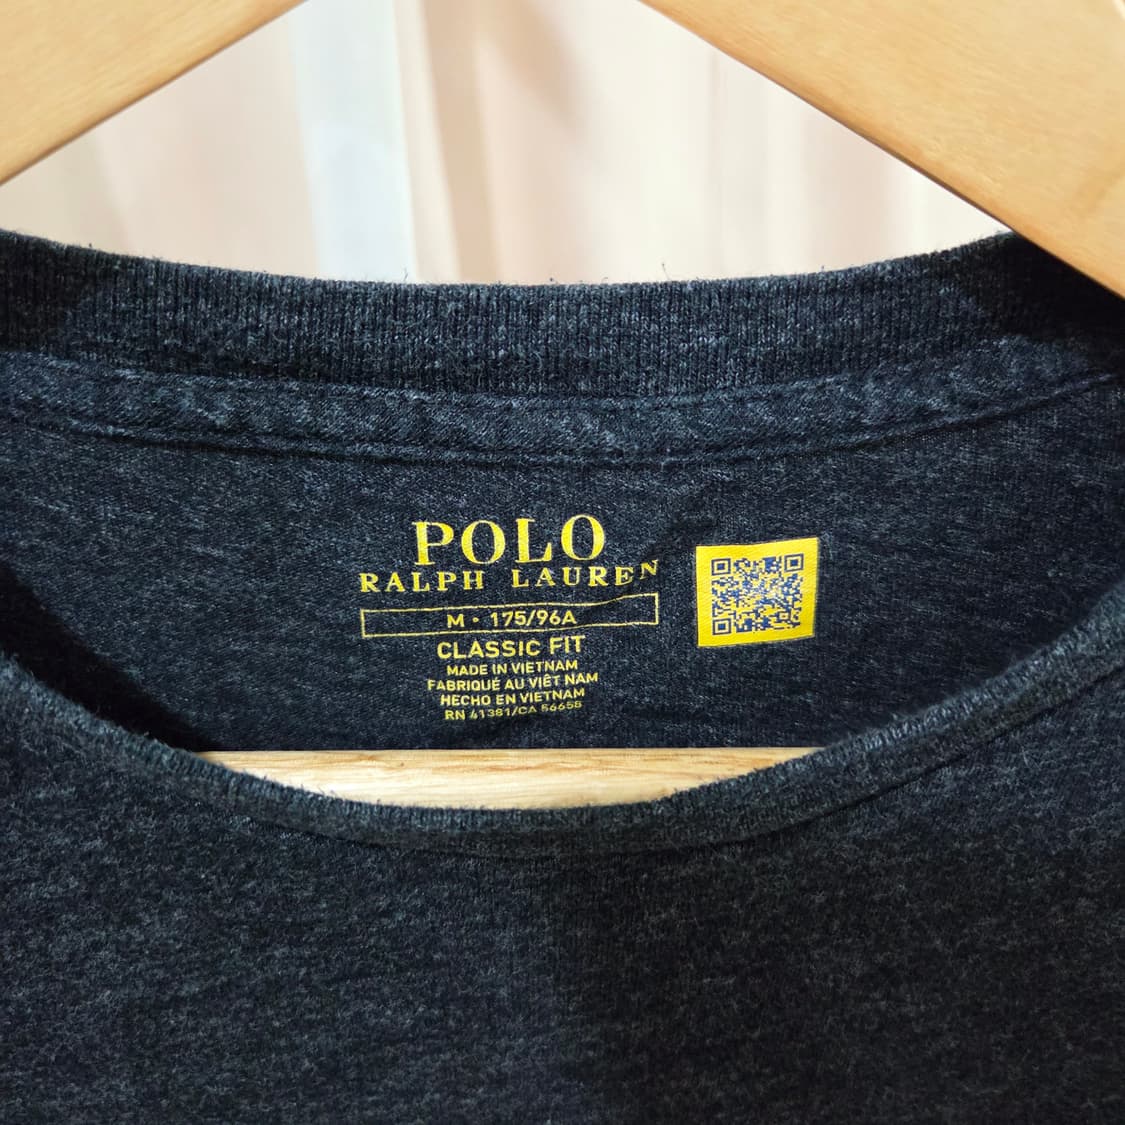 POLO
RALPH LAUREN
M · 175/96A
CLASSIC FIT
MADE IN VIETNAM
FABRIQUÉ AU VIÊT NAM
HECHO EN VIETNAM
RN 41381/CA 56655